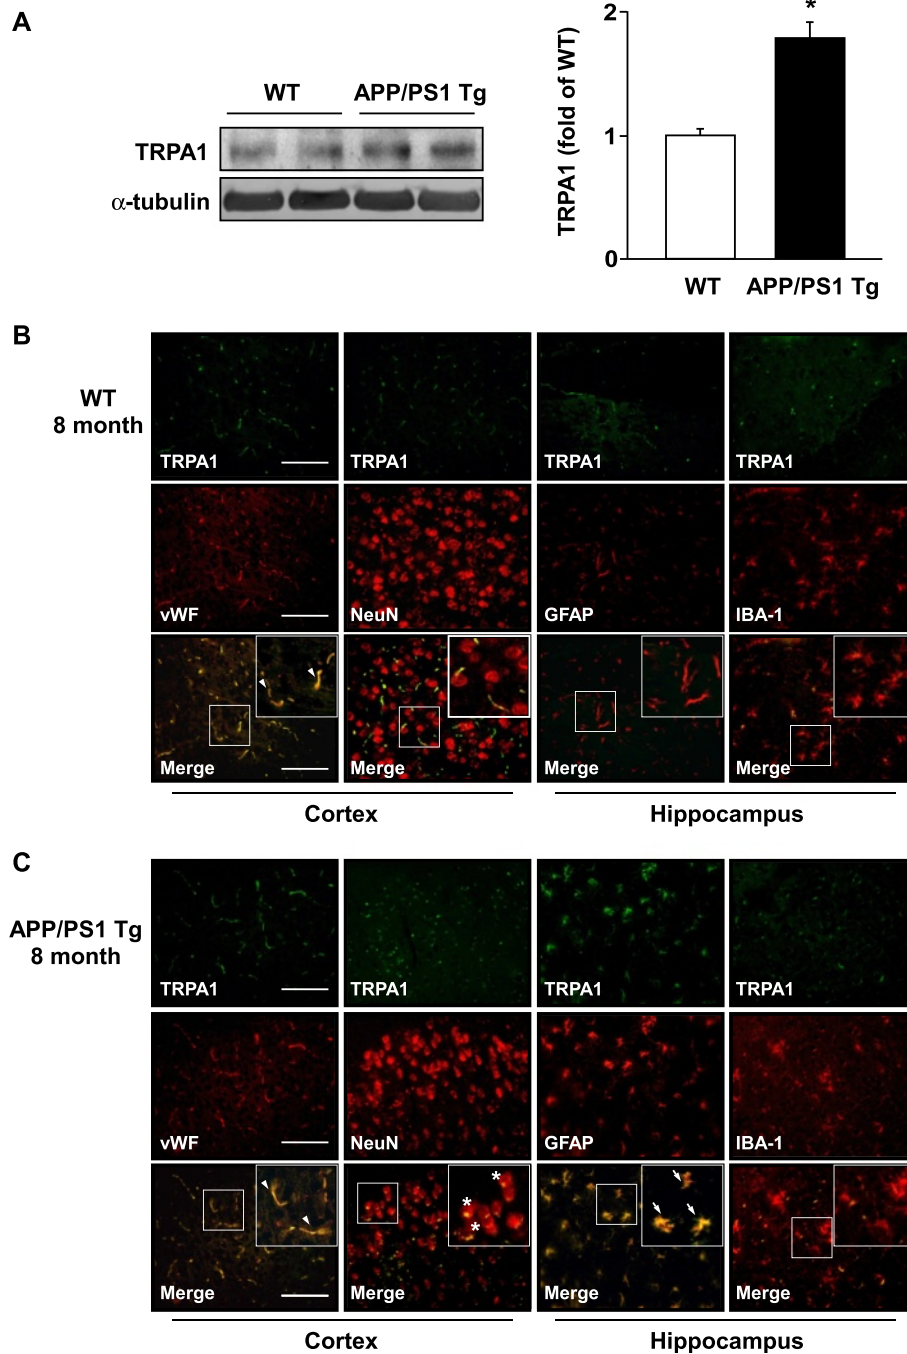 A
WT APP/PS1 Tg
TRPA1
α-tubulin
TRPA1 (fold of WT)
2
1
0
*
WT APP/PS1 Tg
B
WT
8 month
TRPA1 TRPA1 TRPA1 TRPA1
vWF NeuN GFAP IBA-1
Merge Merge Merge Merge
Cortex Hippocampus
C
APP/PS1 Tg
8 month
TRPA1 TRPA1 TRPA1 TRPA1
vWF NeuN GFAP IBA-1
* * *
Merge Merge Merge Merge
Cortex Hippocampus